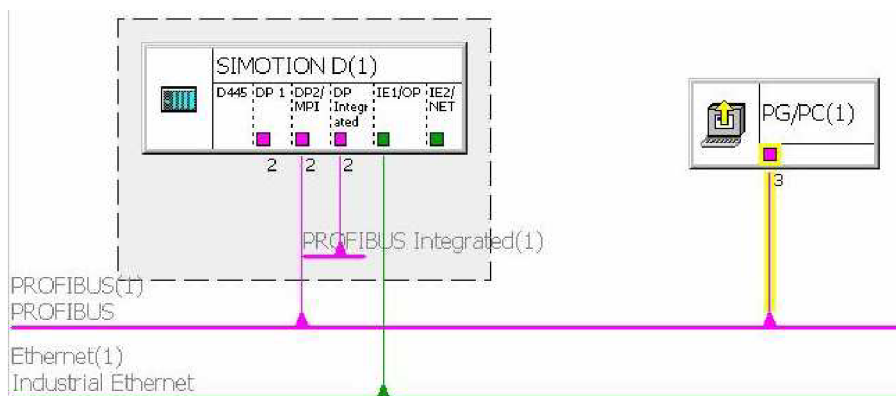 SIMOTION D(1)
D445 DP 1 DP2/ DP IE1/OP IE2/
MPI Integr NET
ated
2 2 2
PG/PC(1)
3
PROFIBUS Integrated(1)
PROFIBUS(1)
PROFIBUS
Ethernet(1)
Industrial Ethernet